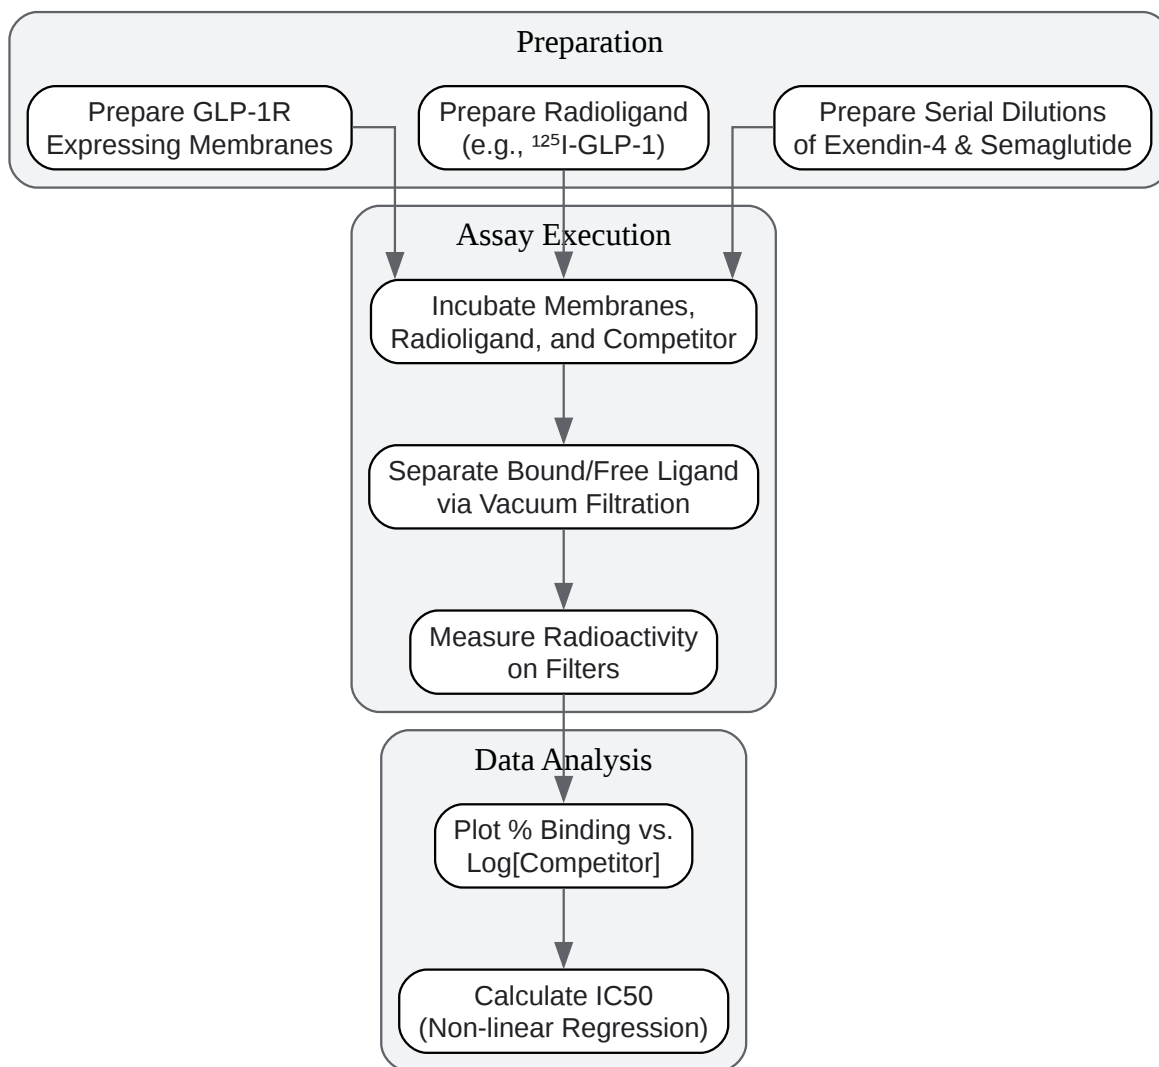 Preparation
Prepare GLP-1R
Expressing Membranes
Prepare Radioligand
(e.g., ¹²⁵I-GLP-1)
Prepare Serial Dilutions
of Exendin-4 & Semaglutide
Assay Execution
Incubate Membranes,
Radioligand, and Competitor
Separate Bound/Free Ligand
via Vacuum Filtration
Measure Radioactivity
on Filters
Data Analysis
Plot % Binding vs.
Log[Competitor]
Calculate IC50
(Non-linear Regression)